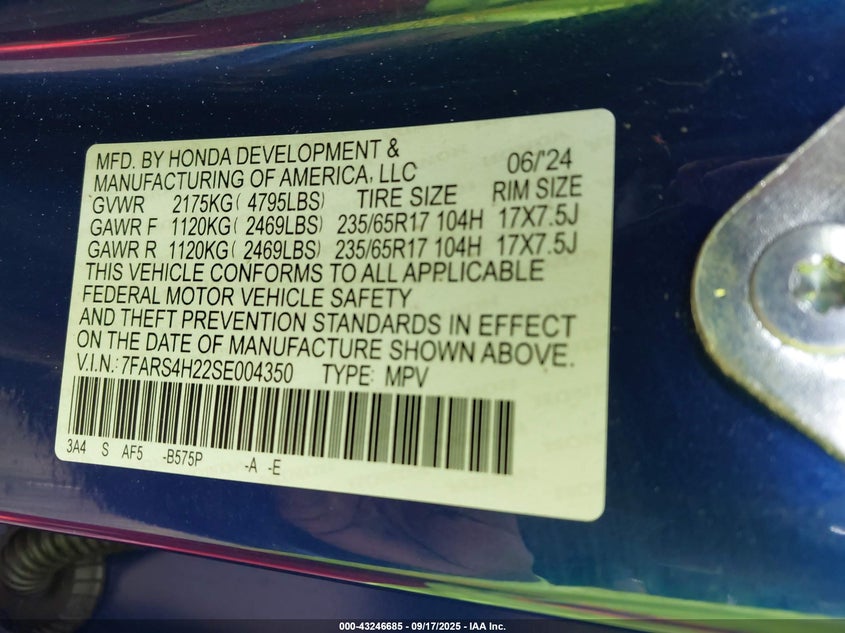 MFD. BY HONDA DEVELOPMENT &
MANUFACTURING OF AMERICA, LLC 06/'24
GVWR 2175KG( 4795LBS) TIRE SIZE RIM SIZE
GAWR F 1120KG( 2469LBS) 235/65R17 104H 17X7.5J
GAWR R 1120KG( 2469LBS) 235/65R17 104H 17X7.5J
THIS VEHICLE CONFORMS TO ALL APPLICABLE
FEDERAL MOTOR VEHICLE SAFETY
AND THEFT PREVENTION STANDARDS IN EFFECT
ON THE DATE OF MANUFACTURE SHOWN ABOVE.
V.I.N.: 7FARS4H22SE004350 TYPE: MPV
3A4 S AF5 -B575P -A -E
000-43246685 - 09/17/2025 - IAA Inc.